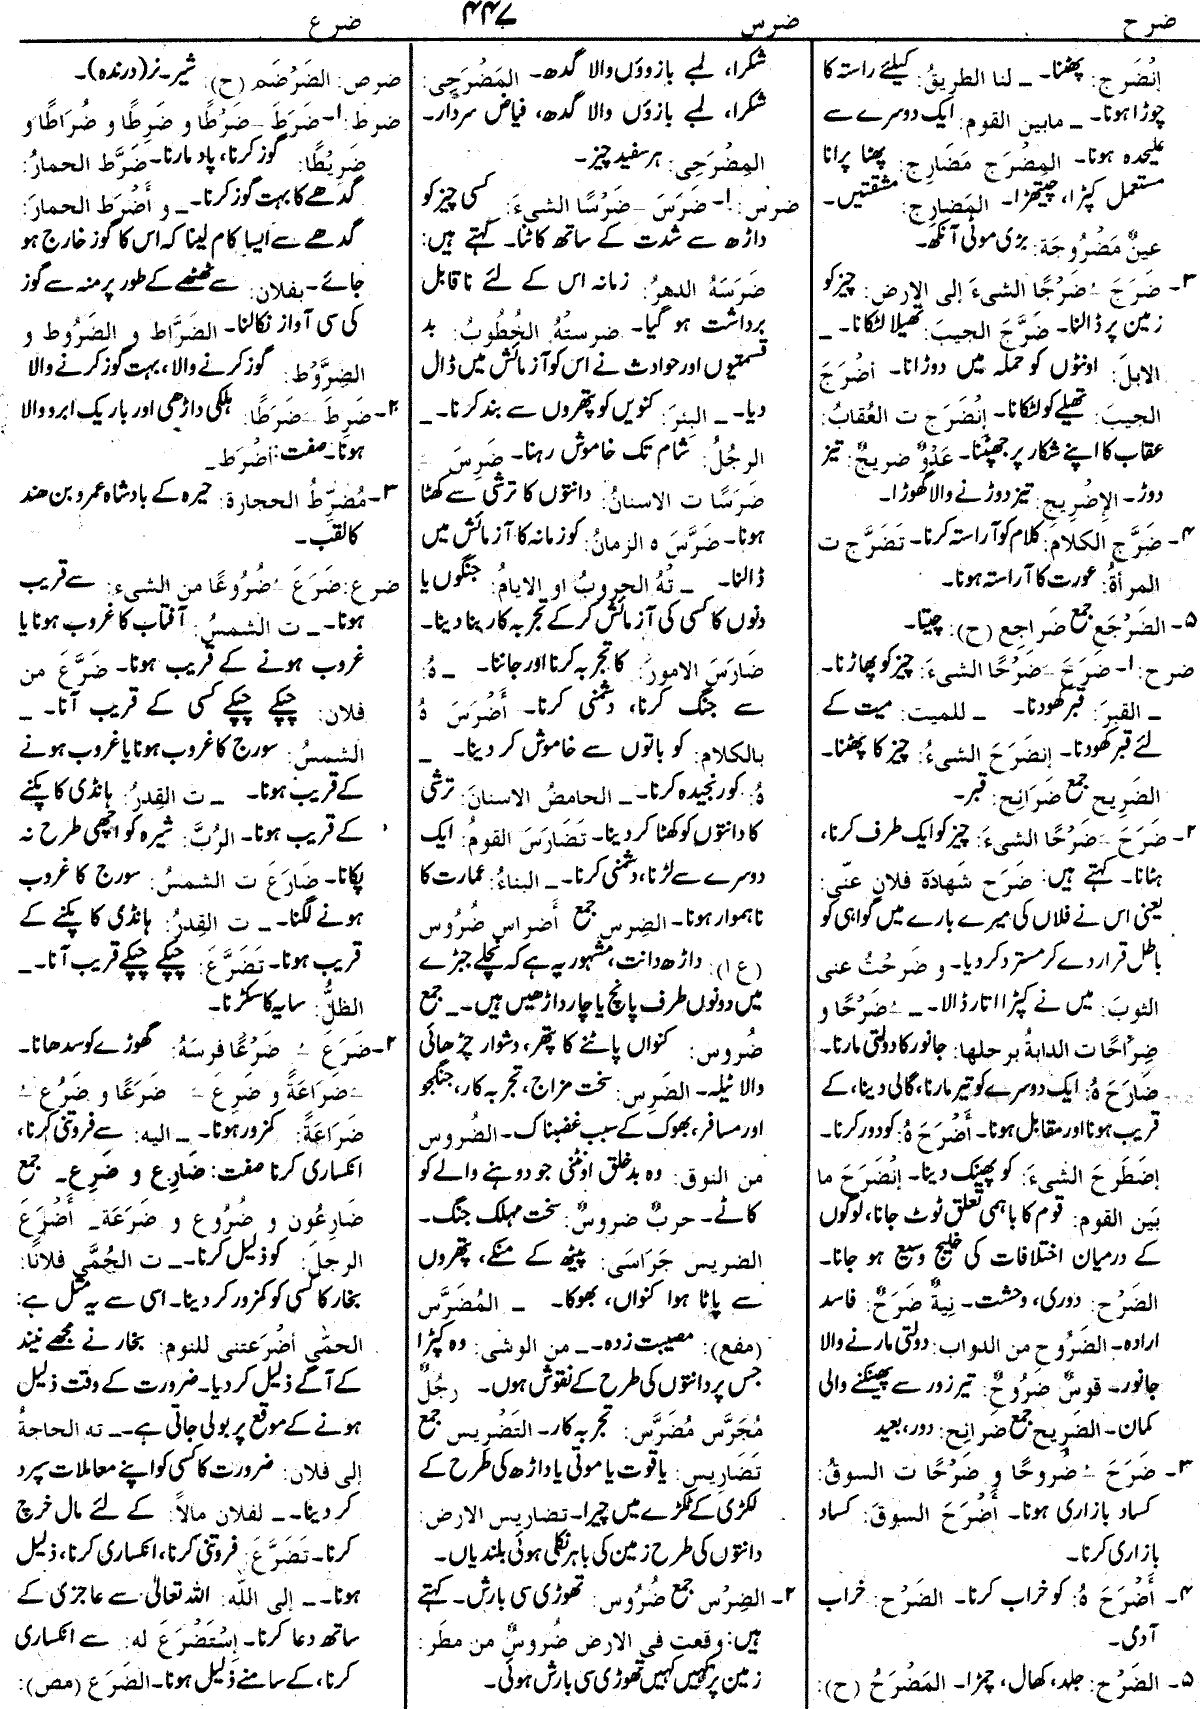 ضرح ضرس ۴۴۷ ضرع
اِنْضَرَج: پھٹنا۔ ـ لنا الطریقُ: کیلئے راستہ کا
چوڑا ہونا۔ ـ مابین القوم: ایک دوسرے سے
علیحدہ ہونا۔ المِضْرَج مَضَارِج: پھٹا پرانا
مستعمل کپڑا، چیتھڑا۔ المَضَارِج: مشقتیں۔
عینٌ مَضْرُوجَة: بڑی موٹی آنکھ۔
۳۔ ضَرَجَ ـُ ضَرْجًا الشیءَ إلی الارض: چیز کو
زمین پر ڈالنا۔ ضَرَّجَ الجیبَ: تھیلا لٹکانا۔ ـ
الابلَ: اونٹوں کو حملہ میں دوڑانا۔ أضْرَجَ
الجیبَ: تھیلے کو لٹکانا۔ اِنْضَرَج ت العُقابُ:
عقاب کا اپنے شکار پر جھپٹنا۔ عَدْوٌ ضریجٌ: تیز
دوڑ۔ الاِضْرِیج: تیز دوڑنے والا گھوڑا۔
۴۔ ضَرَّج الکلامَ: کلام کو آراستہ کرنا۔ تَضَرَّج ت
المرأةُ: عورت کا آراستہ ہونا۔
۵۔ الضَرْجَع جمع ضَراجِع (ح): چیتا۔
ضرح: ۱۔ ضَرَحَ ـَ ضَرْحًا الشیءَ: چیز کو پھاڑنا۔
ـ القبرَ: قبر کھودنا۔ ـ للمیت: میت کے
لئے قبر کھودنا۔ اِنضَرَحَ الشیءُ: چیز کا پھٹنا۔
الضَرِیح جمع ضَرَائِح: قبر۔
۲۔ ضَرَحَ ـَ ضَرْحًا الشیءَ: چیز کو ایک طرف کرنا،
ہٹانا۔ کہتے ہیں: ضَرَح شَهادَة فلانٍ عنّی:
یعنی اس نے فلاں کی میرے بارے میں گواہی کو
باطل قرار دے کر مسترد کر دیا۔ و ضَرَحْتُ عنی
الثوبَ: میں نے کپڑا اتار ڈالا۔ ـَ ضَرْحًا و
ضِرَاحًا ت الدابةُ برجلها: جانور کا دولتی مارنا۔
ضَارَحَ هُ: ایک دوسرے کو تیر مارنا، گالی دینا، کے
قریب ہونا اور مقابل ہونا۔ أضْرَحَ هُ: کو دور کرنا۔
اِضطَرَحَ الشیءَ: کو پھینک دینا۔ اِنْضَرَحَ ما
بَین القوم: قوم کا باہمی تعلق ٹوٹ جانا، لوگوں
کے درمیان اختلافات کی خلیج وسیع ہو جانا۔
الضَرْح: دوری، وحشت۔ نِیةٌ ضَرَحٌ: فاسد
ارادہ۔ الضَرُوح من الدواب: دولتی مارنے والا
جانور۔ قوسٌ ضَرُوحٌ: تیر زور سے پھینکنے والی
کمان۔ الضَرِیح جمع ضَرائِح: دور، بعید
۳۔ ضَرَحَ ـُ ضُروحًا و ضَرْحًا ت السوقُ:
کساد بازاری ہونا۔ أضْرَحَ السوقَ: کساد
بازاری کرنا۔
۴۔ أضْرَحَ هُ: کو خراب کرنا۔ الضَرْح: خراب
آدی۔
۵۔ الضَرْح: جلد، کھال، چمڑا۔ المَضْرَحُ (ح):
شکرا، لمبے بازوؤں والا گدھ۔ المَضْرَحِی:
شکرا، لمبے بازوؤں والا گدھ، فیاض سردار۔
المِضْرَحِی: ہر سفید چیز۔
ضرس: ۱۔ ضَرَسَ ـِ ضَرْسًا الشیءَ: کسی چیز کو
داڑھ سے شدت کے ساتھ کاٹنا۔ کہتے ہیں:
ضَرَسَهُ الدهرُ: زمانہ اس کے لئے ناقابل
برداشت ہو گیا۔ ضرستهُ الخُطُوبُ: بد
قسمتیوں اور حوادث نے اس کو آزمائش میں ڈال
دیا۔ ـ البئرَ: کنویں کو پتھروں سے بند کرنا۔ ـ
الرجلُ: شام تک خاموش رہنا۔ ضَرِسَ ـَ
ضَرَسًا ت الاسنانُ: دانتوں کا ترشی سے کھٹا
ہونا۔ ضَرَّسَ ه الزمانُ: کو زمانہ کا آزمائش میں
ڈالنا۔ ـ تْهُ الحروبُ او الایامُ: جنگوں یا
دنوں کا کسی کی آزمائش کر کے تجربہ کار بنا دینا۔
ضَارَسَ الامورَ: کا تجربہ کرنا اور جاننا۔ ـ هُ:
سے جنگ کرنا، دشمنی کرنا۔ أضْرَسَ هُ
بالکلام: کو باتوں سے خاموش کر دینا۔ ـ
هُ: کو رنجیدہ کرنا۔ ـ الحامضُ الاسنانَ: ترشی
کا دانتوں کو کھٹا کر دینا۔ تَضَارَسَ القومُ: ایک
دوسرے سے لڑنا، دشمنی کرنا۔ ـ البناءُ: عمارت کا
ناہموار ہونا۔ الضِرس جمع أضراس ضُرُوس
(ع ا): داڑھ دانت، مشہور یہ ہے کہ نچلے جبڑے
میں دونوں طرف پانچ یا چار داڑھیں ہیں۔ ـ جمع
ضُروس: کنواں پاٹنے کا پتھر، دشوار چڑھائی
والا ٹیلہ۔ الضَرِس: سخت مزاج، تجربہ کار، جنگجو
اور مسافر، بھوک کے سبب غضبناک۔ الضُروس
من النوق: وہ بدخلق اونٹنی جو دوہنے والے کو
کاٹے۔ حربٌ ضروسٌ: سخت مہلک جنگ۔
الضریس جَرَاسَی: پیٹھ کے منکے، پتھروں
سے پاٹا ہوا کنواں، بھوکا۔ ـ المُضَرَّس
(مفع): مصیبت زدہ۔ ـ من الوشی: وہ کپڑا
جس پر دانتوں کی طرح کے نقوش ہوں۔ رجُلٌ
مُجَرَّس مُضَرَّس: تجربہ کار۔ التَضْرِیس جمع
تَضَارِیس: یاقوت یا موتی یا داڑھ کی طرح کے
لکڑی کے ٹکڑے میں چیرا۔ تضاریس الارض:
دانتوں کی طرح زمین کی باہر نکلی ہوئی بلندیاں۔
۲۔ الضِرْس جمع ضُرُوس: تھوڑی سی بارش۔ کہتے
ہیں: وقعت فی الارض ضُروسٌ من مطر:
زمین پر کہیں کہیں تھوڑی سی بارش ہوئی۔
ضرص: الضَرْضَم (ح): شیر۔ نر (درندہ)۔
ضرط: ۱۔ ضَرَطَ ـِ ضَرْطًا و ضَرِطًا و ضُرَاطًا و
ضَرِیْطًا: گوز کرنا، پاد مارنا۔ ضَرَّط الحمارُ:
گدھے کا بہت گوز کرنا۔ ـ و أضْرَط الحمارَ:
گدھے سے ایسا کام لینا کہ اس کا گوز خارج ہو
جائے۔ بفلان: سے ٹھٹھے کے طور پر منہ سے گوز
کی سی آواز نکالنا۔ الضَرَّاط و الضَرُوط و
الضِرَّوْط: گوز کرنے والا، بہت گوز کرنے والا
۲۔ ضَرِطَ ـَ ضَرَطًا: ہلکی داڑھی اور باریک ابرو والا
ہونا۔ صفت: أضْرَط۔
۳۔ مُضَرِّطُ الحجارة: حیرہ کے بادشاہ عمرو بن ھند
کا لقب۔
ضرع: ضَرَعَ ـَ ضُرُوعًا من الشیء: سے قریب
ہونا۔ ـ ت الشمسُ: آفتاب کا غروب ہونا یا
غروب ہونے کے قریب ہونا۔ ضَرَّعَ من
فلان: چپکے چپکے کسی کے قریب آنا۔ ـ
الشمسُ: سورج کا غروب ہونا یا غروب ہونے
کے قریب ہونا۔ ـ ت القِدرُ: ہانڈی کا پکنے
کے قریب ہونا۔ الرُبَّ: شیرہ کو اچھی طرح نہ
پکانا۔ ضَارَعَ ت الشمسُ: سورج کا غروب
ہونے لگنا۔ ـ ت القِدرُ: ہانڈی کا پکنے کے
قریب ہونا۔ تَضَرَّعَ: چپکے چپکے قریب آنا۔ ـ
الظلُّ: سایہ کا سکڑنا۔
۲۔ ضَرَعَ ـُ ضَرْعًا فرسَهُ: گھوڑے کو سدھانا۔
ـَ ضَرَاعَةً و ضَرِعَ ـَ ضَرَعًا و ضَرُعَ ـُ
ضَرَاعَةً: کمزور ہونا۔ ـ الیه: سے فروتنی کرنا،
انکساری کرنا صفت: ضَارِع و ضَرِع۔ جمع
ضَارِعُون و ضُرُوع و ضَرَعَة۔ أضْرَعَ
الرجلَ: کو ذلیل کرنا۔ ـ ت الحُمَّی فلانًا:
بخار کا کسی کو کمزور کر دینا۔ اسی سے یہ مثل ہے:
الحمّٰی أضْرَعَتنی للنوم: بخار نے مجھے نیند
کے آگے ذلیل کر دیا۔ ضرورت کے وقت ذلیل
ہونے کے موقع پر بولی جاتی ہے۔ ـ ته الحاجةُ
إلی فلان: ضرورت کا کسی کو اپنے معاملات سپرد
کر دینا۔ ـ لفلان مالاً: کے لئے مال خرچ
کرنا۔ تَضَرَّعَ: فروتنی کرنا، انکساری کرنا، ذلیل
ہونا۔ ـ إلی اللّٰه: اللہ تعالیٰ سے عاجزی کے
ساتھ دعا کرنا۔ اِسْتَضْرَعَ له: سے انکساری
کرنا، کے سامنے ذلیل ہونا۔ الضَرَع (مص):